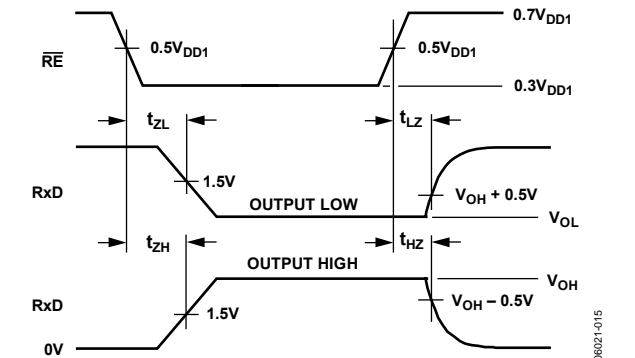 0.7VDD1
RE
0.5VDD1
0.5VDD1
0.3VDD1
tZL
tLZ
RxD
1.5V
OUTPUT LOW
VOH + 0.5V
VOL
tZH
tHZ
OUTPUT HIGH
VOH
RxD
1.5V
VOH – 0.5V
0V
06021-015